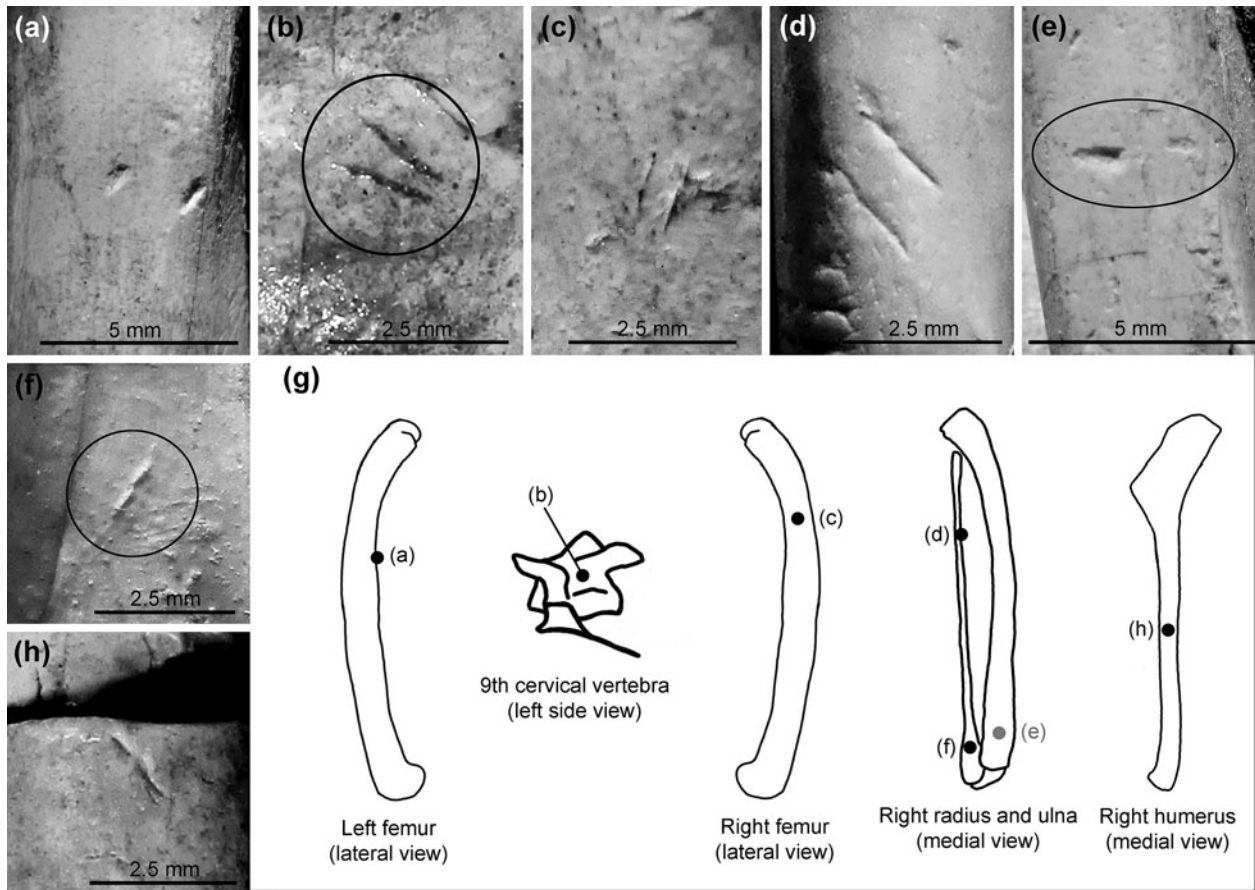 (a)
5 mm
(b)
2.5 mm
(c)
2.5 mm
(d)
2.5 mm
(e)
5 mm
(f)
2.5 mm
(g)
(a)
(b)
(c)
(d)
(e)
(f)
(h)
Left femur
(lateral view)
9th cervical vertebra
(left side view)
Right femur
(lateral view)
Right radius and ulna
(medial view)
Right humerus
(medial view)
(h)
2.5 mm